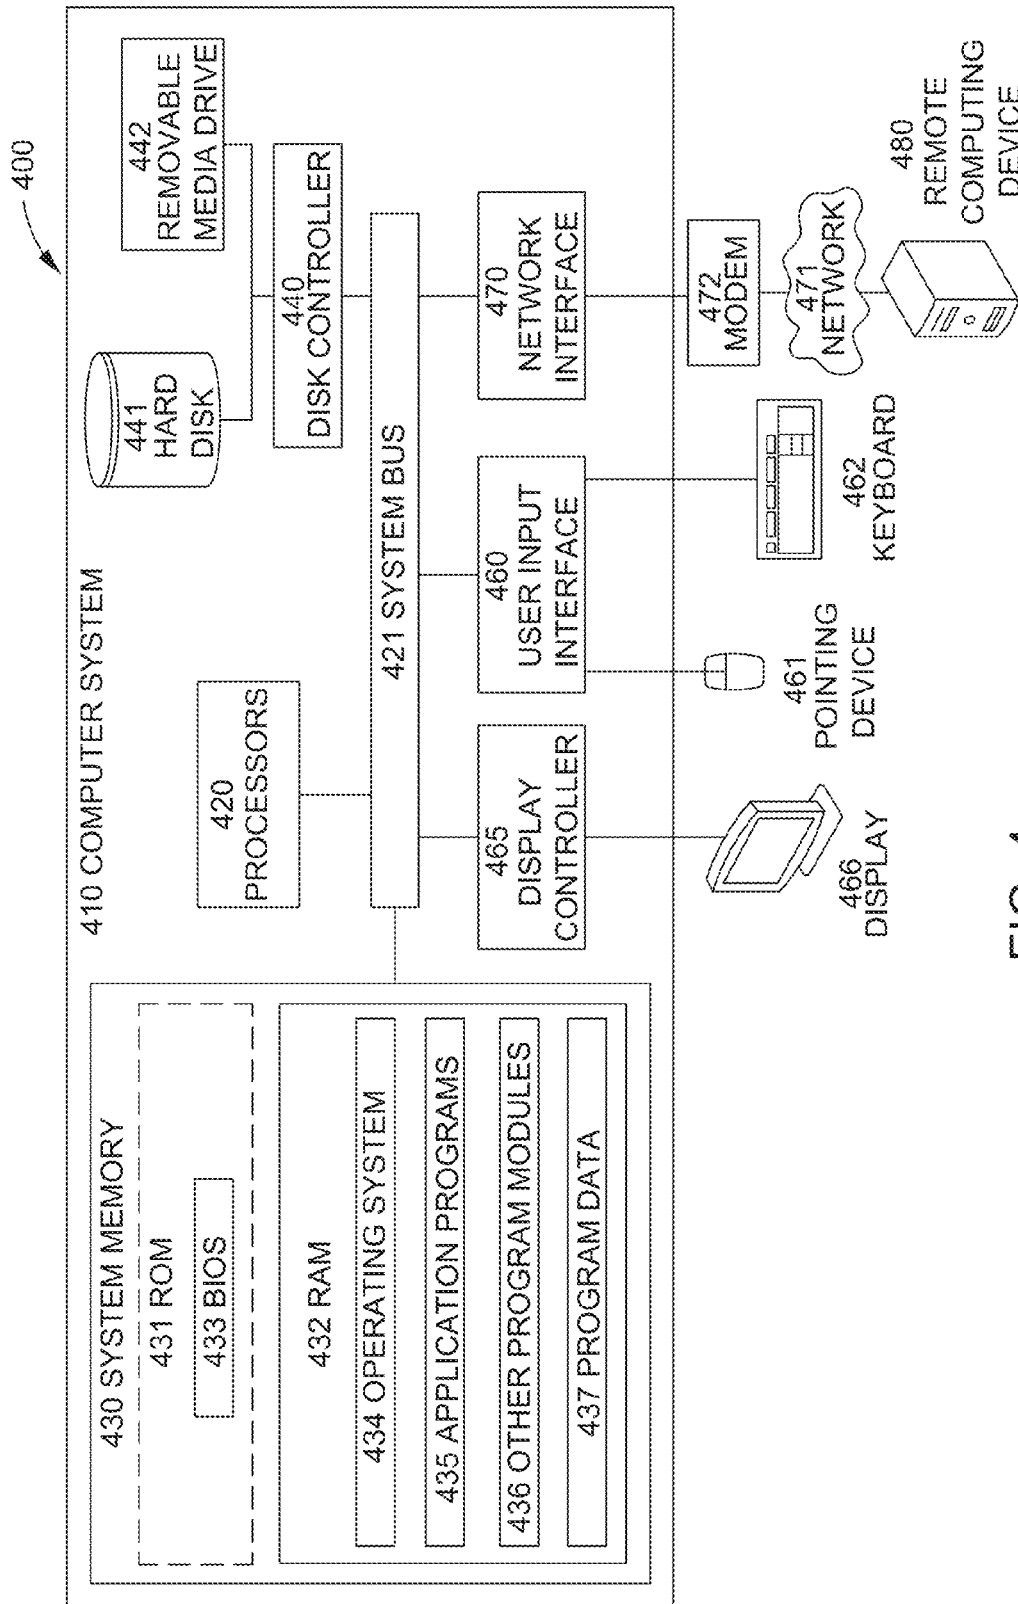 400
410 COMPUTER SYSTEM
430 SYSTEM MEMORY
431 ROM
433 BIOS
432 RAM
434 OPERATING SYSTEM
435 APPLICATION PROGRAMS
436 OTHER PROGRAM MODULES
437 PROGRAM DATA
420
PROCESSORS
441
HARD
DISK
442
REMOVABLE
MEDIA DRIVE
440
DISK CONTROLLER
421 SYSTEM BUS
465
DISPLAY
CONTROLLER
460
USER INPUT
INTERFACE
470
NETWORK
INTERFACE
472
MODEM
471
NETWORK
466
DISPLAY
461
POINTING
DEVICE
462
KEYBOARD
480
REMOTE
COMPUTING
DEVICE